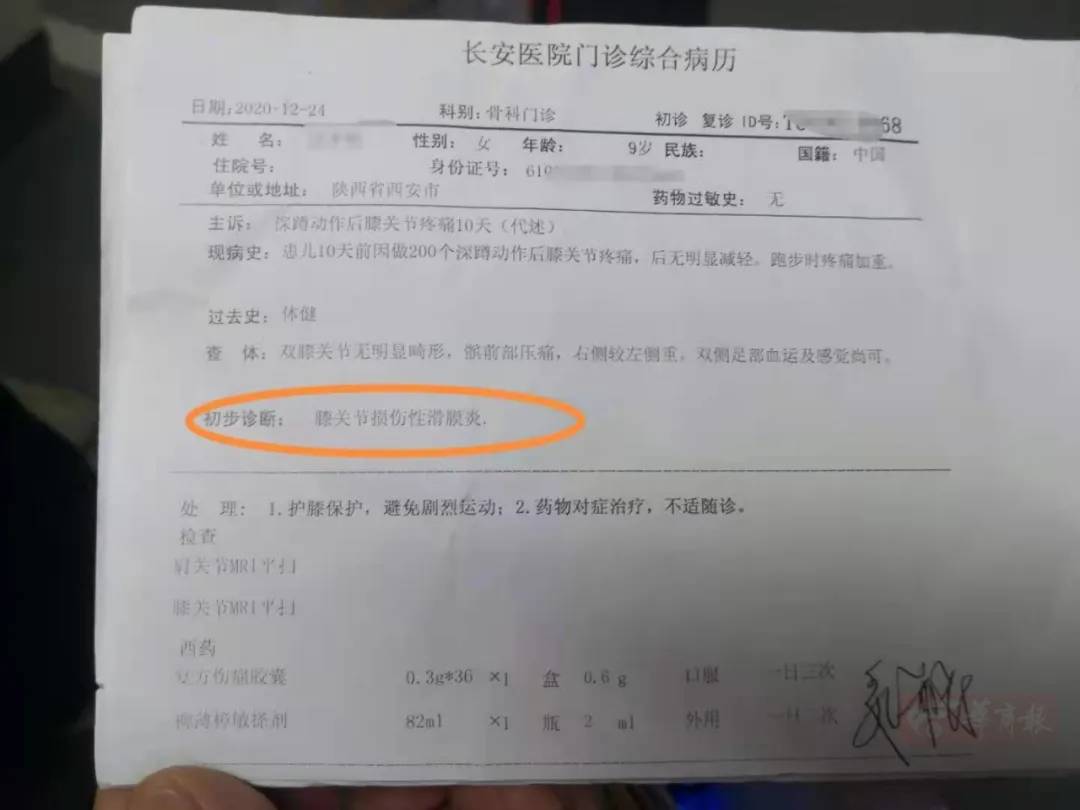 长安医院门诊综合病历
日期:2020-12-24 科别:骨科门诊 初诊 复诊 ID号: 68
姓 名: 性别: 女 年龄: 9岁 民族: 国籍: 中国
住院号: 身份证号: 610
单位或地址: 陕西省西安市 药物过敏史: 无
主诉: 深蹲动作后膝关节疼痛10天（代述）
现病史: 患儿10天前因做200个深蹲动作后膝关节疼痛，后无明显减轻。跑步时疼痛加重。
过去史: 体健
查 体: 双膝关节无明显畸形，髌前部压痛，右侧较左侧重。双侧足部血运及感觉尚可。
初步诊断: 膝关节损伤性滑膜炎.
处 理: 1.护膝保护，避免剧烈运动；2.药物对症治疗，不适随诊。
检查
肩关节MRI平扫
膝关节MRI平扫
西药
复方伤痛胶囊 0.3g*36 ×1 盒 0.6 g 口服 一日三次
82ml ×1 瓶 2 ml 外用 一日二次
华商报